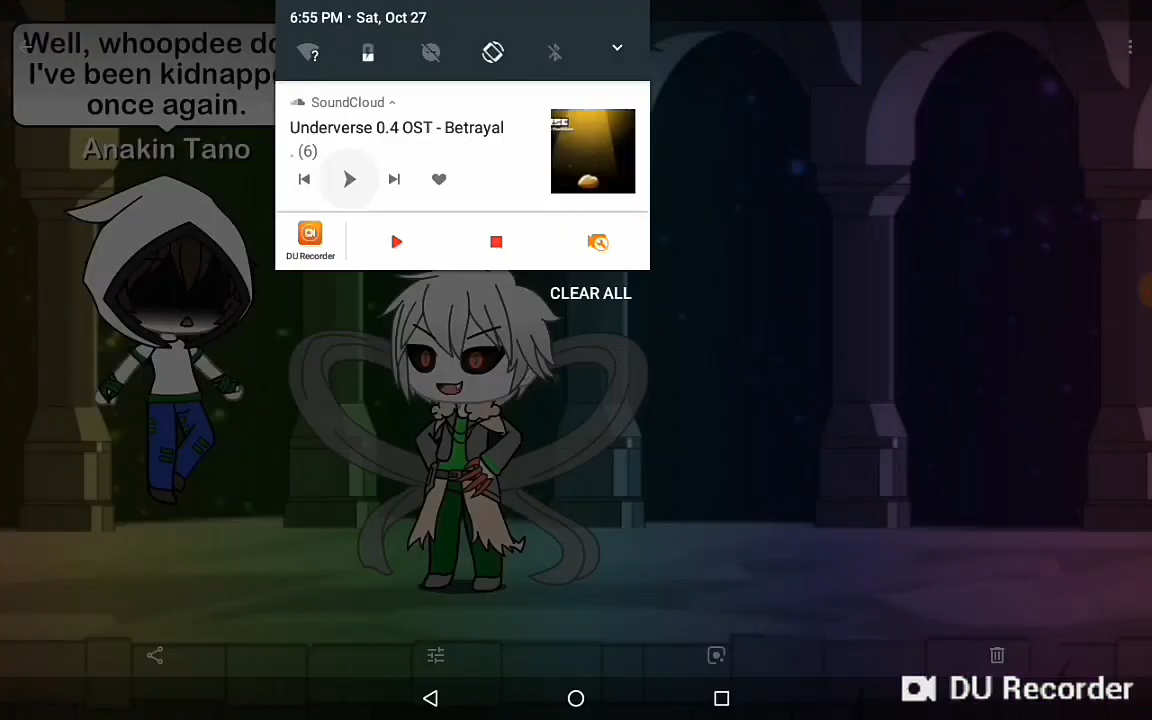 6:55 PM • Sat, Oct 27
Well, whoopdee do
I've been kidnapp
once again.
Anakin Tano
SoundCloud
Underverse 0.4 OST - Betrayal
. (6)
DU Recorder
CLEAR ALL
DU Recorder